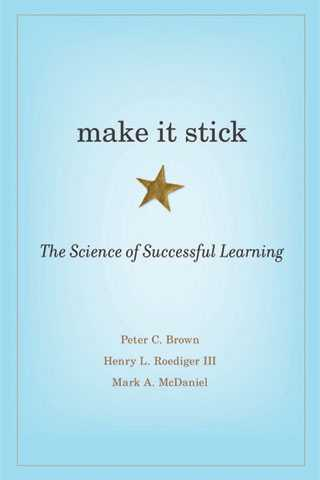 make it stick
The Science of Successful Learning
Peter C. Brown
Henry L. Roediger III
Mark A. McDaniel